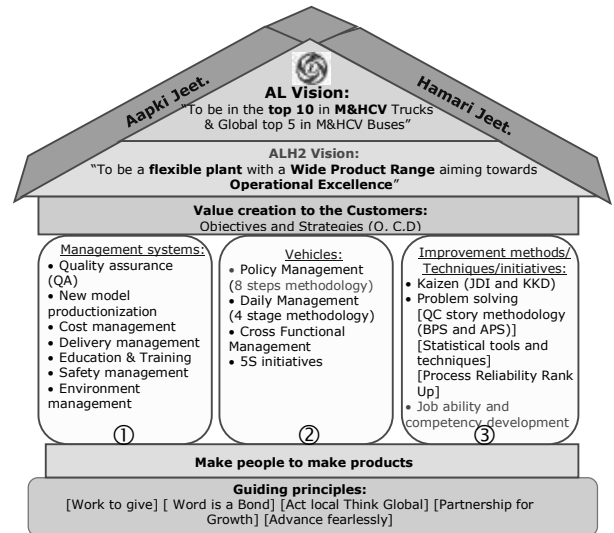 Aapki Jeet.
Hamari Jeet.
AL Vision:
"To be in the top 10 in M&HCV Trucks
& Global top 5 in M&HCV Buses"
ALH2 Vision:
"To be a flexible plant with a Wide Product Range aiming towards
Operational Excellence"
Value creation to the Customers:
Objectives and Strategies (Q, C,D)
Management systems:
• Quality assurance
(QA)
• New model
productionization
• Cost management
• Delivery management
• Education & Training
• Safety management
• Environment
management
①
Vehicles:
• Policy Management
(8 steps methodology)
• Daily Management
(4 stage methodology)
• Cross Functional
Management
• 5S initiatives
②
Improvement methods/
Techniques/initiatives:
• Kaizen (JDI and KKD)
• Problem solving
[QC story methodology
(BPS and APS)]
[Statistical tools and
techniques]
[Process Reliability Rank
Up]
• Job ability and
competency development
③
Make people to make products
Guiding principles:
[Work to give] [ Word is a Bond] [Act local Think Global] [Partnership for
Growth] [Advance fearlessly]